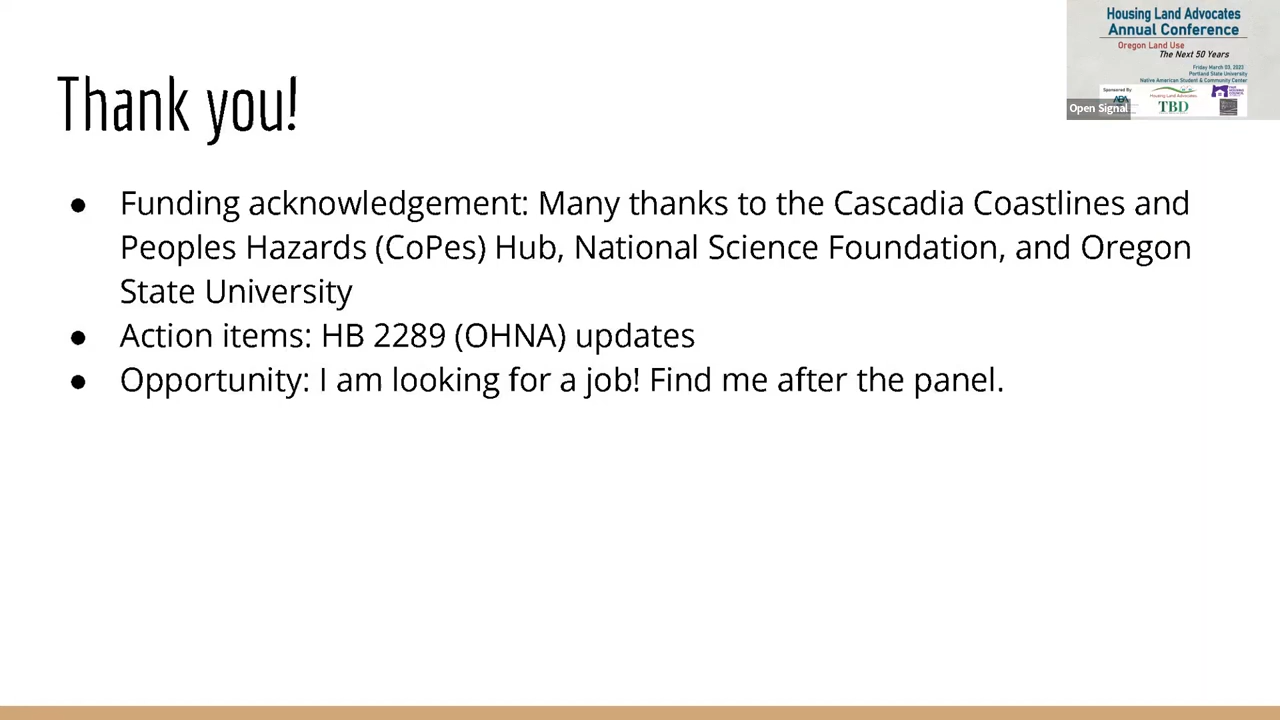 Housing Land Advocates
Annual Conference
Oregon Land Use
The Next 50 Years
Friday March 03, 2023
Portland State University
Native American Student & Community Center
Sponsored By
Housing Land Advocates
TBD
Open Signal
Thank you!
● Funding acknowledgement: Many thanks to the Cascadia Coastlines and
Peoples Hazards (CoPes) Hub, National Science Foundation, and Oregon
State University
● Action items: HB 2289 (OHNA) updates
● Opportunity: I am looking for a job! Find me after the panel.